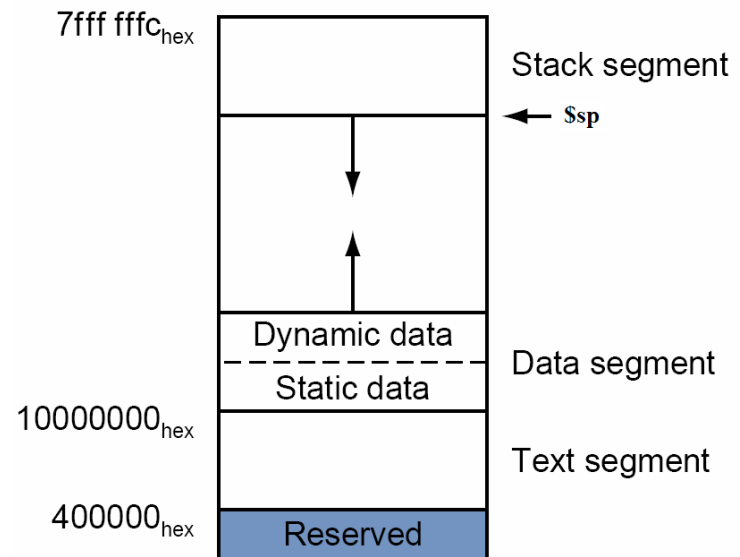 7fff fffchex
Stack segment
$sp
Dynamic data
Data segment
Static data
10000000hex
Text segment
400000hex
Reserved